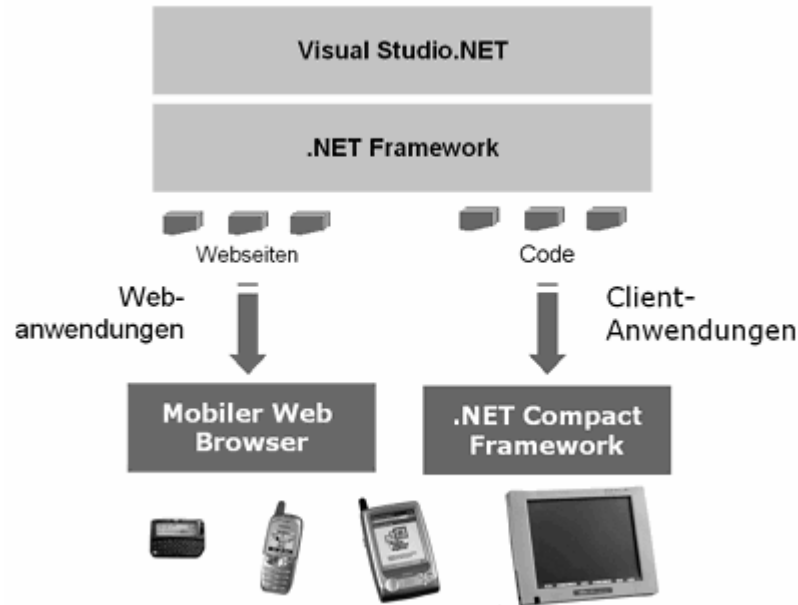 Visual Studio.NET
.NET Framework
Webseiten
Code
Web-
anwendungen
Client-
Anwendungen
Mobiler Web
Browser
.NET Compact
Framework